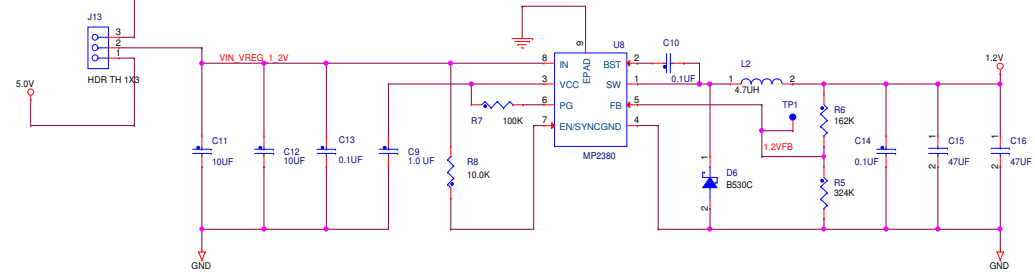 J13
3
2
1
HDR TH 1X3
5.0V
VIN_VREG_1_2V
C11
10UF
C12
10UF
C13
0.1UF
C9
1.0 UF
R7
100K
R8
10.0K
9
U8
EPAD
8
IN
3
VCC
6
PG
7
EN/SYNC
BST
2
SW
1
FB
5
GND
4
MP2380
C10
0.1UF
L2
1
2
4.7UH
1.2V
TP1
1.2VFB
R6
162K
R5
324K
1
D6
B530C
2
C14
0.1UF
1
C15
47UF
2
1
C16
47UF
2
GND
GND